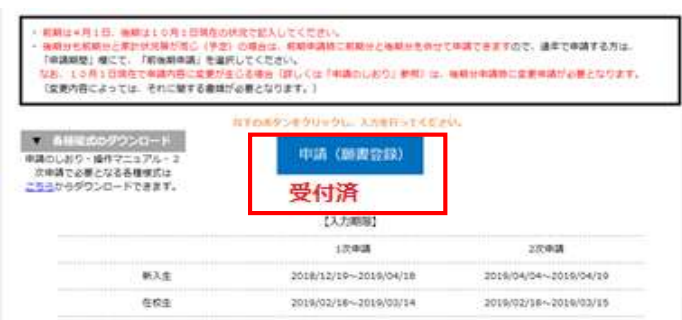 ・ 前期は4月1日、後期は10月1日現在の状況で記入してください。
・ 後期分も前期分と家計状況等が同じ（予定）の場合は、前期申請時に前期分と後期分を併せて申請できますので、通年で申請する方は、
「申請期間」欄にて、「前後期申請」を選択してください。
なお、10月1日現在で申請内容に変更が生じる場合（詳しくは「申請のしおり」参照）は、後期分申請時に変更申請が必要となります。
（変更内容によっては、それに関する書類が必要となります。）
以下のボタンをクリックし、入力を行ってください。
▼ 各種様式のダウンロード
申請のしおり・操作マニュアル・2
次申請で必要となる各種様式は
こちらからダウンロードできます。
申請（願書登録）
受付済
【入力期限】
1次申請 2次申請
新入生 2018/12/19～2019/04/18 2019/04/04～2019/04/19
在校生 2019/02/18～2019/03/14 2019/02/18～2019/03/15